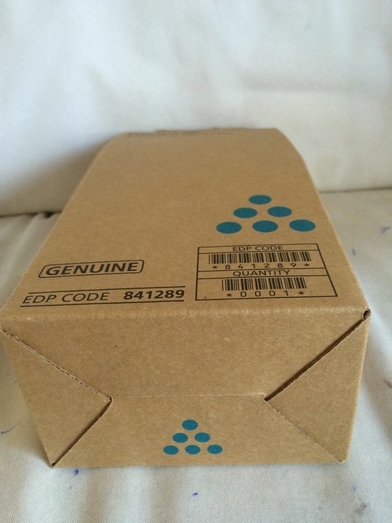 GENUINE
EDP CODE 841289
EDP CODE
*841289*
QUANTITY
*0001*